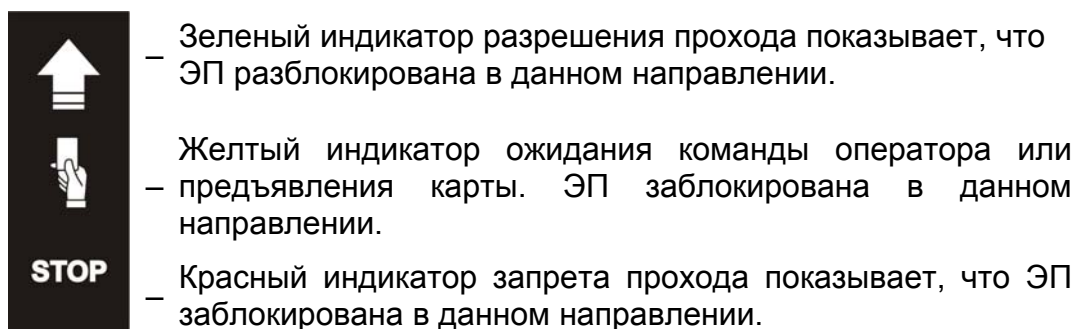 – Зеленый индикатор разрешения прохода показывает, что
ЭП разблокирована в данном направлении.
Желтый индикатор ожидания команды оператора или
– предъявления карты. ЭП заблокирована в данном
направлении.
STOP
– Красный индикатор запрета прохода показывает, что ЭП
заблокирована в данном направлении.